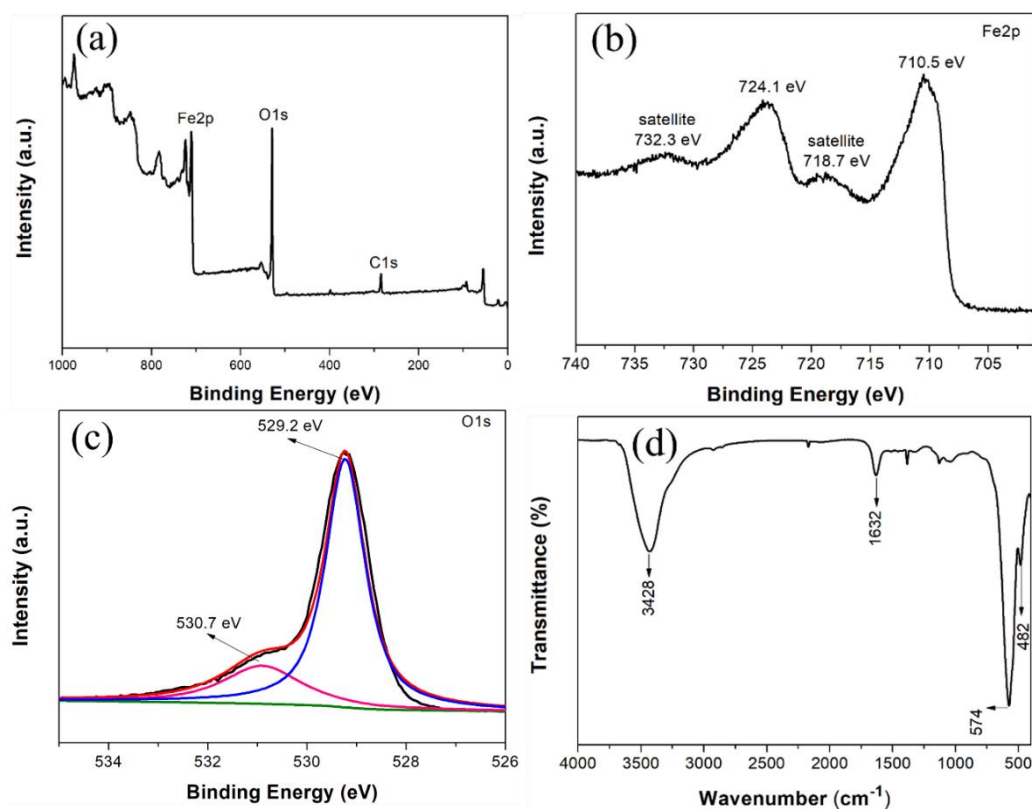 (a)
Fe2p
O1s
C1s
Intensity (a.u.)
1000 800 600 400 200 0
Binding Energy (eV)
(b)
Fe2p
710.5 eV
724.1 eV
satellite
732.3 eV
satellite
718.7 eV
Intensity (a.u.)
740 735 730 725 720 715 710 705
Binding Energy (eV)
(c)
O1s
529.2 eV
530.7 eV
Intensity (a.u.)
534 532 530 528 526
Binding Energy (eV)
(d)
3428
1632
574
482
Transmittance (%)
4000 3500 3000 2500 2000 1500 1000 500
Wavenumber (cm⁻¹)